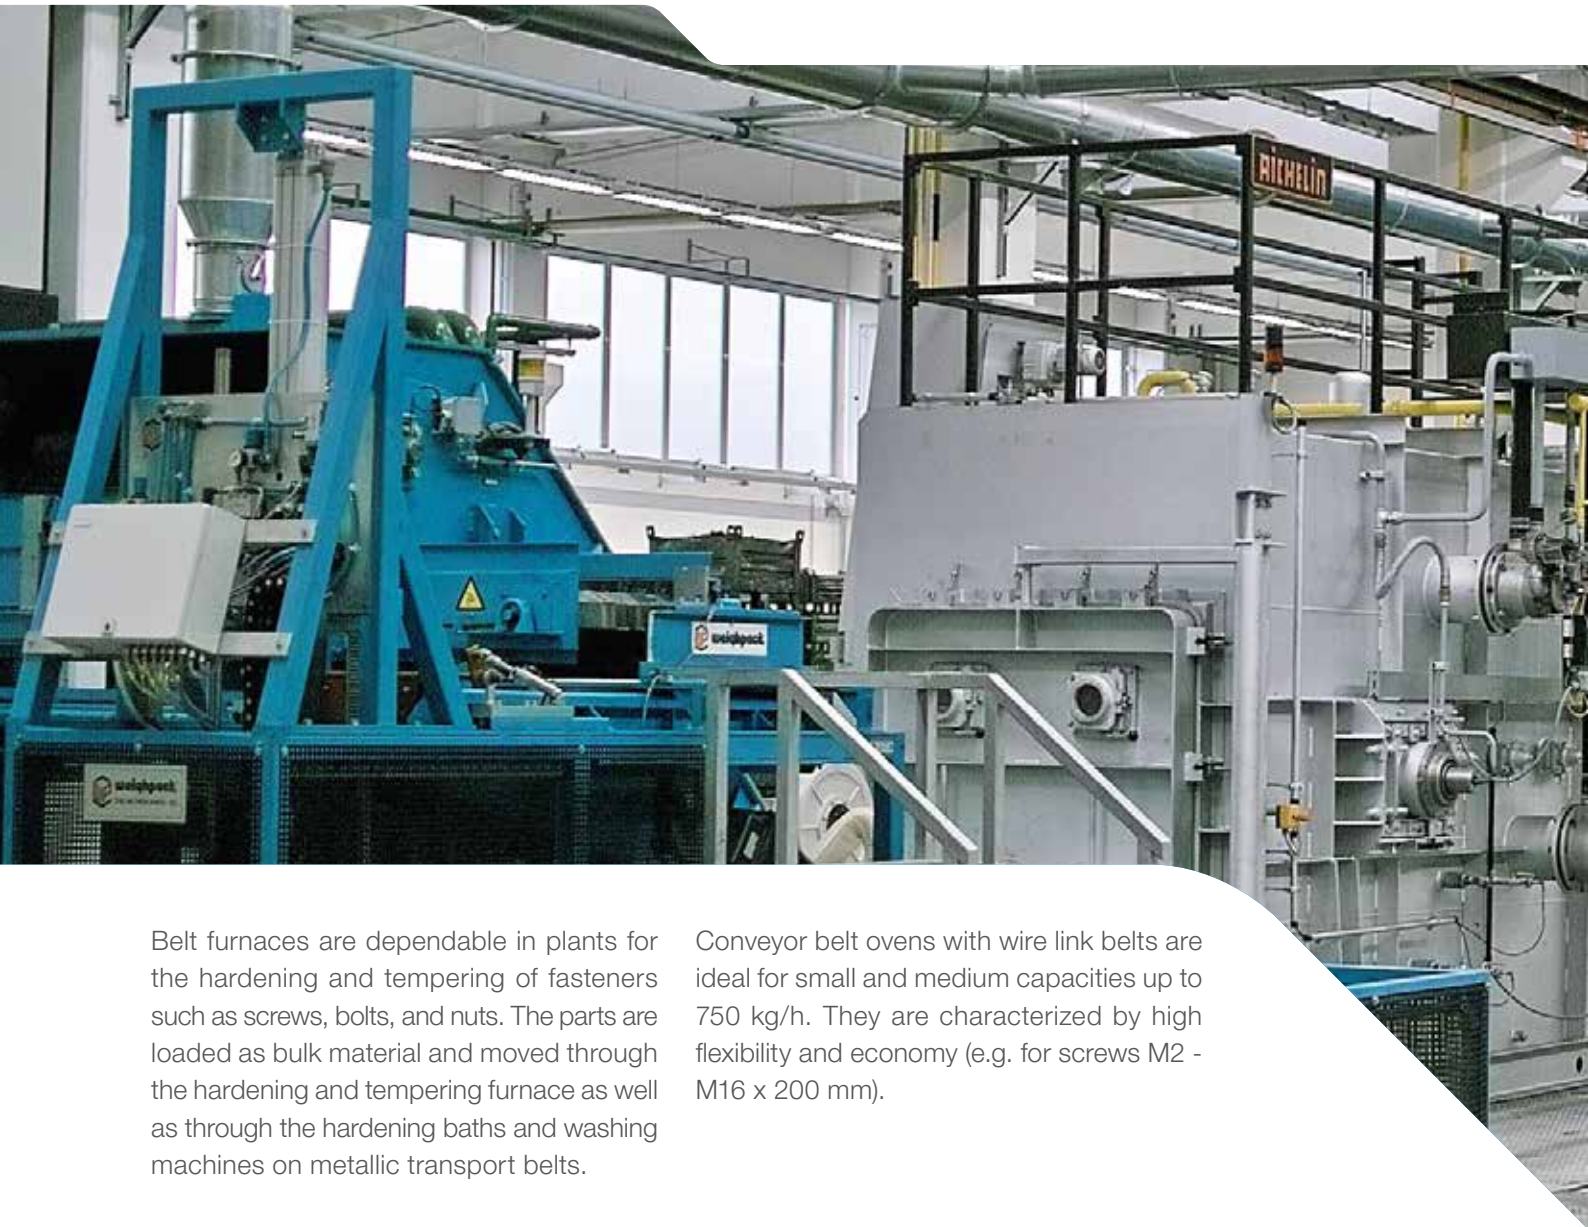 AICHELIN
weighpack
weighpack
Belt furnaces are dependable in plants for
the hardening and tempering of fasteners
such as screws, bolts, and nuts. The parts are
loaded as bulk material and moved through
the hardening and tempering furnace as well
as through the hardening baths and washing
machines on metallic transport belts.
Conveyor belt ovens with wire link belts are
ideal for small and medium capacities up to
750 kg/h. They are characterized by high
flexibility and economy (e.g. for screws M2 -
M16 x 200 mm).